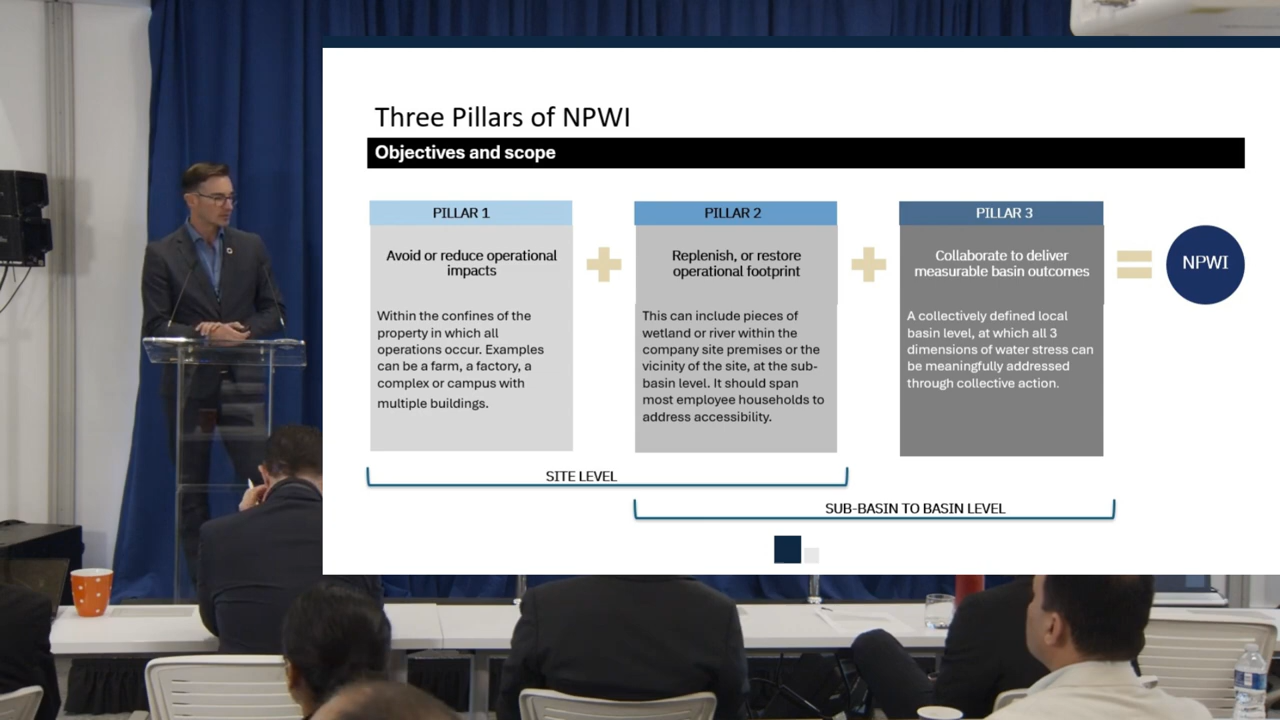 Three Pillars of NPWI
Objectives and scope
PILLAR 1
Avoid or reduce operational
impacts
Within the confines of the
property in which all
operations occur. Examples
can be a farm, a factory, a
complex or campus with
multiple buildings.
PILLAR 2
Replenish, or restore
operational footprint
This can include pieces of
wetland or river within the
company site premises or the
vicinity of the site, at the sub-
basin level. It should span
most employee households to
address accessibility.
PILLAR 3
Collaborate to deliver
measurable basin outcomes
A collectively defined local
basin level, at which all 3
dimensions of water stress can
be meaningfully addressed
through collective action.
NPWI
SITE LEVEL
SUB-BASIN TO BASIN LEVEL